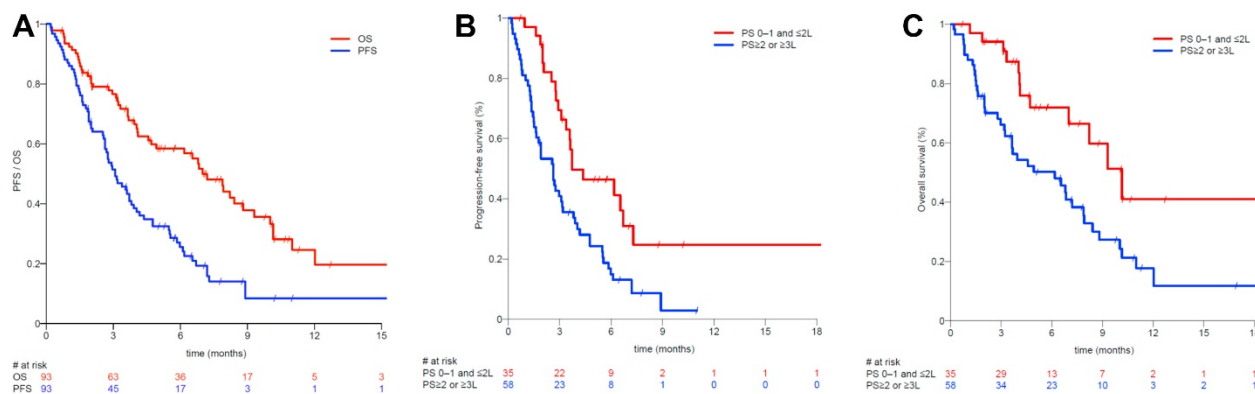 A
OS
PFS
PFS / OS
1
0.8
0.6
0.4
0.2
0
0 3 6 9 12 15
time (months)
# at risk
OS 93 63 36 17 5 3
PFS 93 45 17 3 1 1
B
PS 0–1 and ≤2L
PS≥2 or ≥3L
Progression-free survival (%)
1
0.8
0.6
0.4
0.2
0
0 3 6 9 12 15 18
time (months)
# at risk
PS 0–1 and ≤2L 35 22 9 2 1 1 1
PS≥2 or ≥3L 58 23 8 1 0 0 0
C
PS 0–1 and ≤2L
PS≥2 or ≥3L
Overall survival (%)
1
0.8
0.6
0.4
0.2
0
0 3 6 9 12 15 18
time (months)
# at risk
PS 0–1 and ≤2L 35 29 13 7 2 1 1
PS≥2 or ≥3L 58 34 23 10 3 2 1